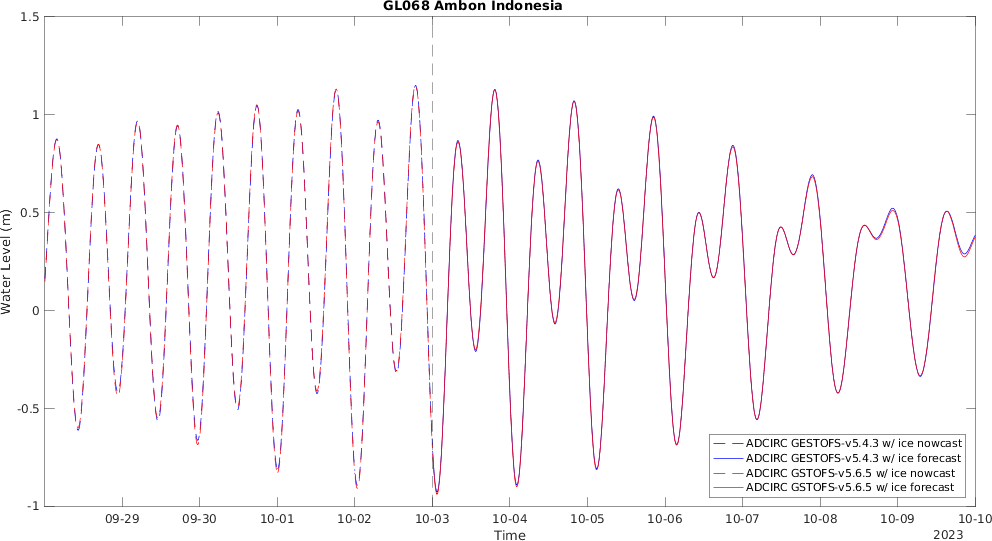 GL068 Ambon Indonesia
1.5
1
0.5
0
-0.5
-1
Water Level (m)
09-29
09-30
10-01
10-02
10-03
10-04
10-05
10-06
10-07
10-08
10-09
10-10
2023
Time
ADCIRC GESTOFS-v5.4.3 w/ ice nowcast
ADCIRC GESTOFS-v5.4.3 w/ ice forecast
ADCIRC GSTOFS-v5.6.5 w/ ice nowcast
ADCIRC GSTOFS-v5.6.5 w/ ice forecast